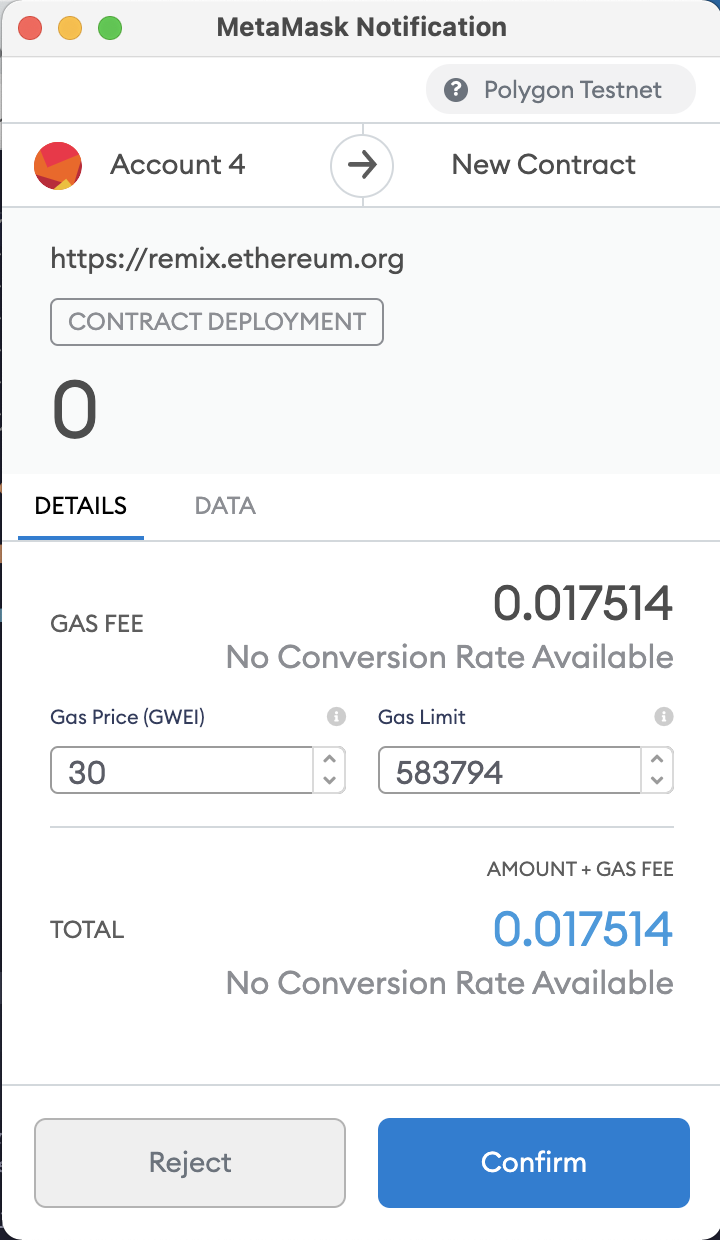 MetaMask Notification
? Polygon Testnet
Account 4 New Contract
https://remix.ethereum.org
CONTRACT DEPLOYMENT
0
DETAILS DATA
GAS FEE 0.017514
No Conversion Rate Available
Gas Price (GWEI) i Gas Limit i
30 583794
AMOUNT + GAS FEE
TOTAL 0.017514
No Conversion Rate Available
Reject Confirm